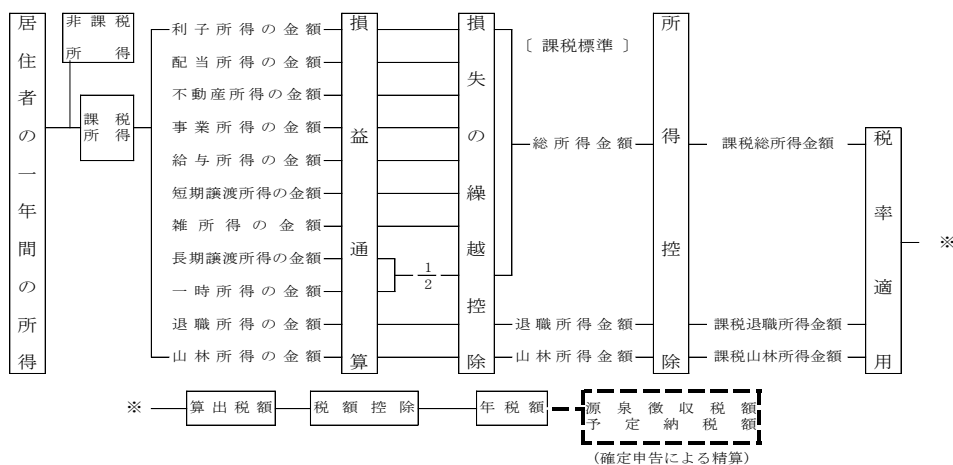 居住者の一年間の所得
非課税
所得
課税
所得
利子所得の金額
配当所得の金額
不動産所得の金額
事業所得の金額
給与所得の金額
短期譲渡所得の金額
雑所得の金額
長期譲渡所得の金額
一時所得の金額
退職所得の金額
山林所得の金額
損益通算
1
2
損失の繰越控除
〔課税標準〕
総所得金額
退職所得金額
山林所得金額
所得控除
課税総所得金額
課税退職所得金額
課税山林所得金額
税率適用
※
※
算出税額
税額控除
年税額
源泉徴収税額
予定納税額
(確定申告による精算)